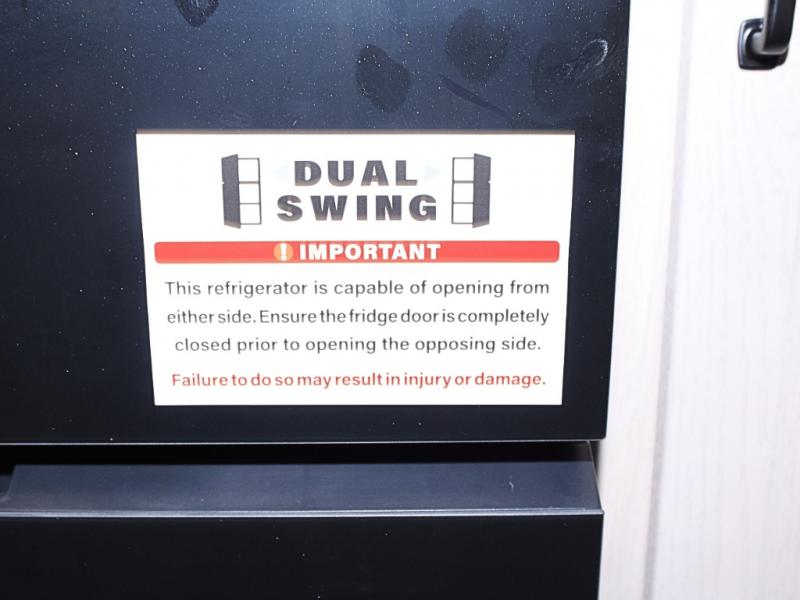 DUAL
SWING
! IMPORTANT
This refrigerator is capable of opening from
either side. Ensure the fridge door is completely
closed prior to opening the opposing side.
Failure to do so may result in injury or damage.